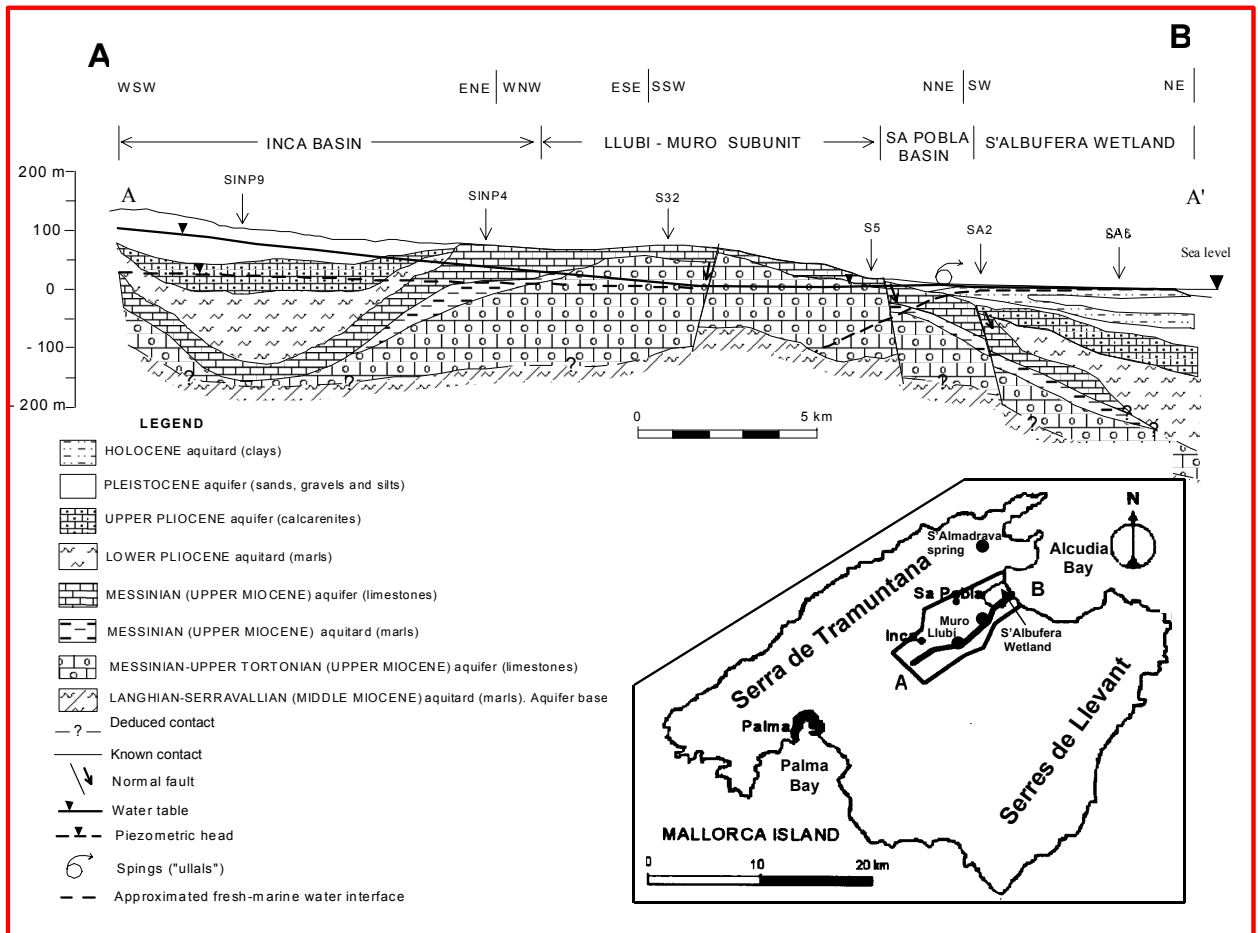 A
B
WSW
ENE
WNW
ESE
SSW
NNE
SW
NE
INCA BASIN
LLUBI - MURO SUBUNIT
SA POBLA BASIN
S'ALBUFERA WETLAND
200 m
100
0
- 100
- 200 m
A
SINP9
SINP4
S32
S5
SA2
SA6
A'
Sea level
?
?
?
?
?
?
?
0
5 km
LEGEND
HOLOCENE aquitard (clays)
PLEISTOCENE aquifer (sands, gravels and silts)
UPPER PLIOCENE aquifer (calcarenites)
LOWER PLIOCENE aquitard (marls)
MESSINIAN (UPPER MIOCENE) aquifer (limestones)
MESSINIAN (UPPER MIOCENE) aquitard (marls)
MESSINIAN-UPPER TORTONIAN (UPPER MIOCENE) aquifer (limestones)
LANGHIAN-SERRAVALLIAN (MIDDLE MIOCENE) aquitard (marls). Aquifer base
? Deduced contact
Known contact
Normal fault
Water table
Piezometric head
Spings ("ullals")
Approximated fresh-marine water interface
N
S'Almadrava
spring
Alcudia
Bay
Serra de Tramuntana
Sa Pobla
B
Muro
Llubí
Inca
S'Albufera
Wetland
A
Palma
Palma
Bay
Serres de Llevant
MALLORCA ISLAND
0
10
20 km